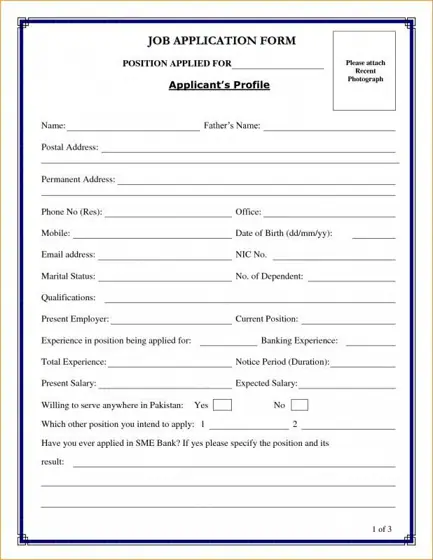 JOB APPLICATION FORM
POSITION APPLIED FOR
Please attach
Recent
Photograph
Applicant's Profile
Name: Father's Name:
Postal Address:
Permanent Address:
Phone No (Res): Office:
Mobile: Date of Birth (dd/mm/yy):
Email address: NIC No.
Marital Status: No. of Dependent:
Qualifications:
Present Employer: Current Position:
Experience in position being applied for: Banking Experience:
Total Experience: Notice Period (Duration):
Present Salary: Expected Salary:
Willing to serve anywhere in Pakistan: Yes No
Which other position you intend to apply: 1 2
Have you ever applied in SME Bank? If yes please specify the position and its
result:
1 of 3